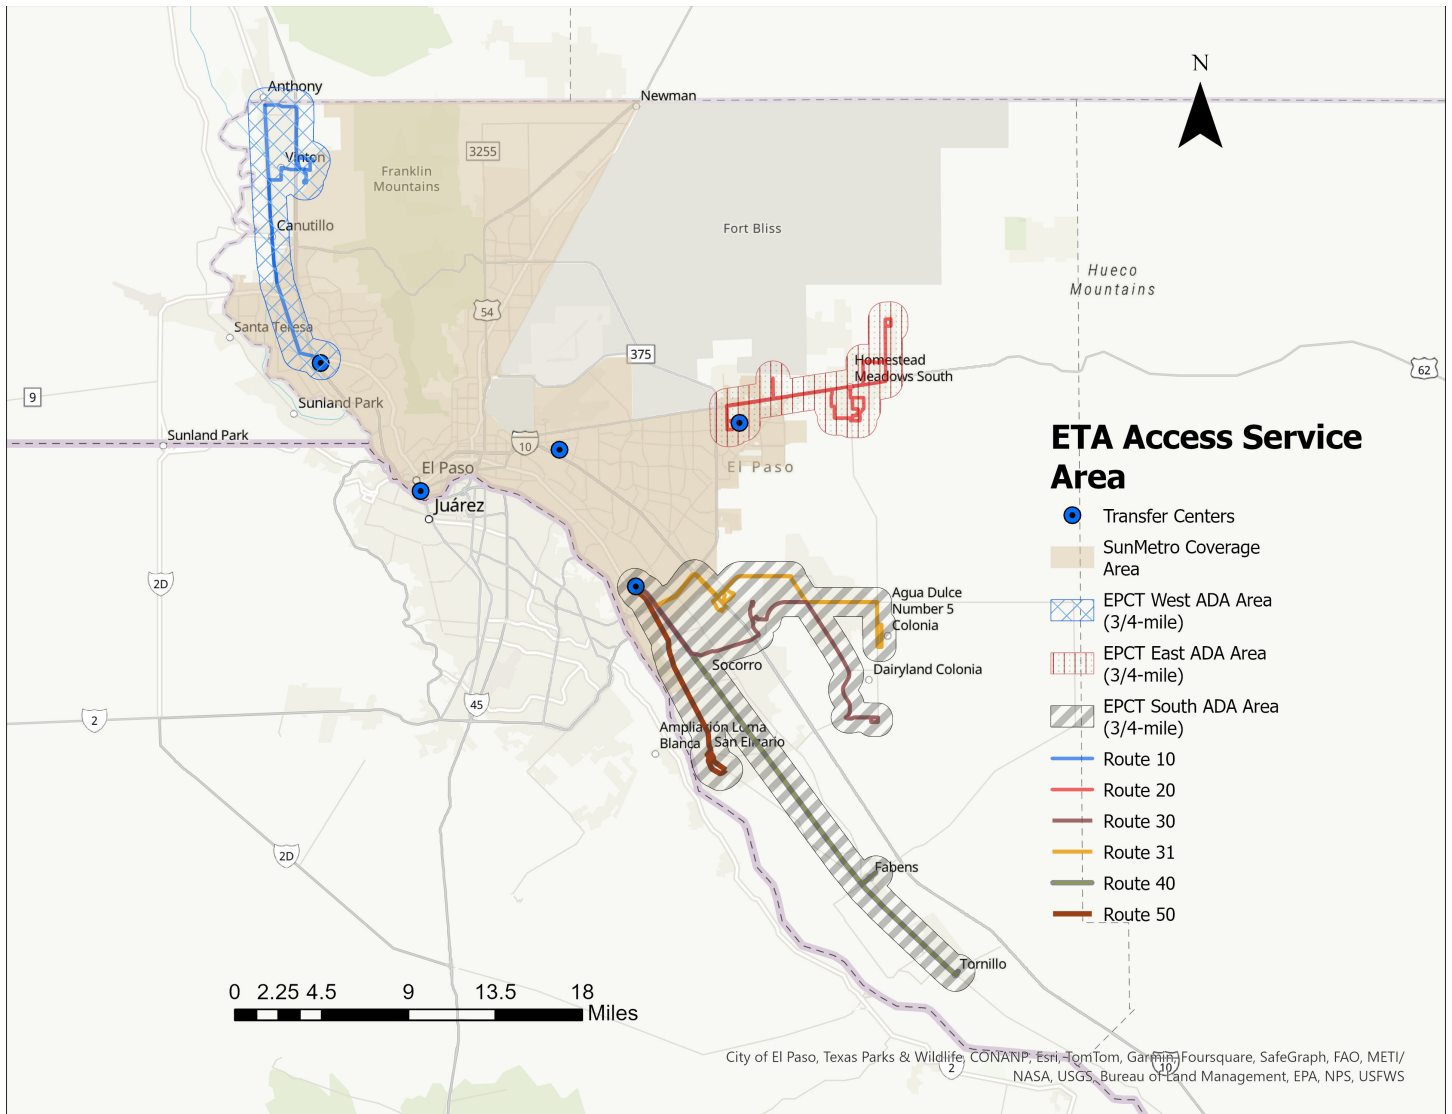 N
Anthony
Newman
3255
Vinton
Franklin
Mountains
Canutillo
Fort Bliss
Hueco
Mountains
54
Santa Teresa
375
Homestead
Meadows South
62
9
Sunland Park
Sunland Park
10
El Paso
El Paso
Juárez
ETA Access Service
Area
Transfer Centers
SunMetro Coverage
Area
EPCT West ADA Area
(3/4-mile)
EPCT East ADA Area
(3/4-mile)
EPCT South ADA Area
(3/4-mile)
Route 10
Route 20
Route 30
Route 31
Route 40
Route 50
2D
Agua Dulce
Number 5
Colonia
Socorro
Dairyland Colonia
45
2
Ampliación Loma
Blanca
San Elizario
2D
Fabens
Tornillo
0 2.25 4.5 9 13.5 18
Miles
City of El Paso, Texas Parks & Wildlife, CONANP, Esri, TomTom, Garmin, Foursquare, SafeGraph, FAO, METI/
NASA, USGS, Bureau of Land Management, EPA, NPS, USFWS
2
10